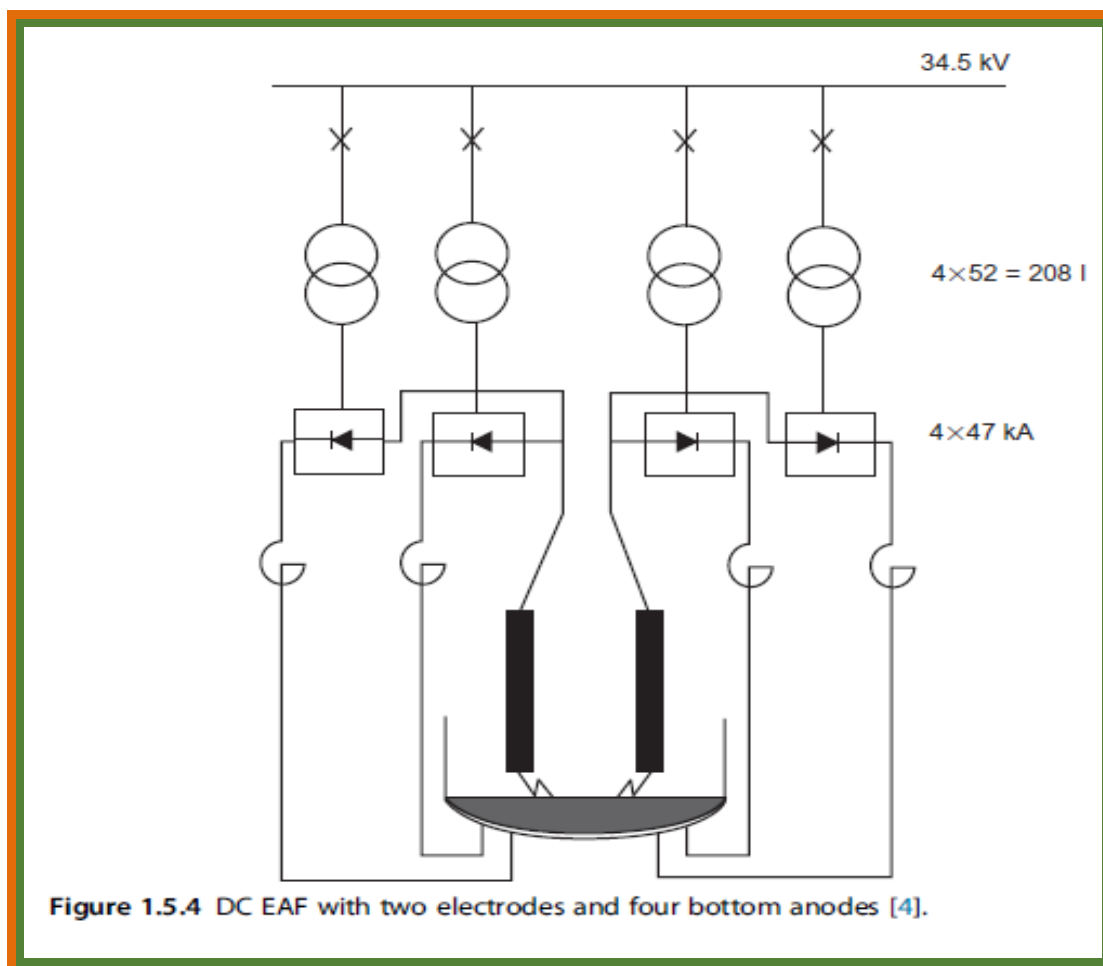 34.5 kV
4×52 = 208 I
4×47 kA
Figure 1.5.4 DC EAF with two electrodes and four bottom anodes [4].